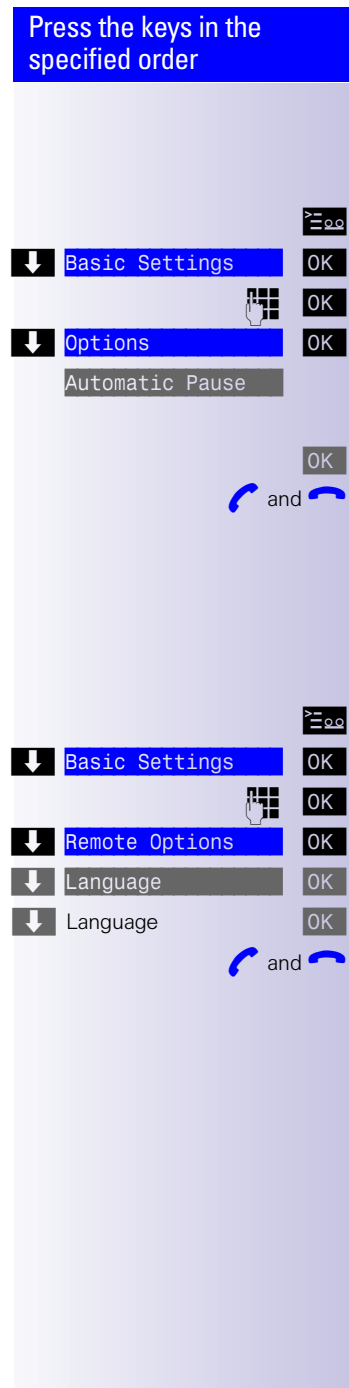 Press the keys in the
specified order
Basic Settings OK
OK
Options OK
Automatic Pause
OK
and
Basic Settings OK
OK
Remote Options OK
Language OK
Language OK
and